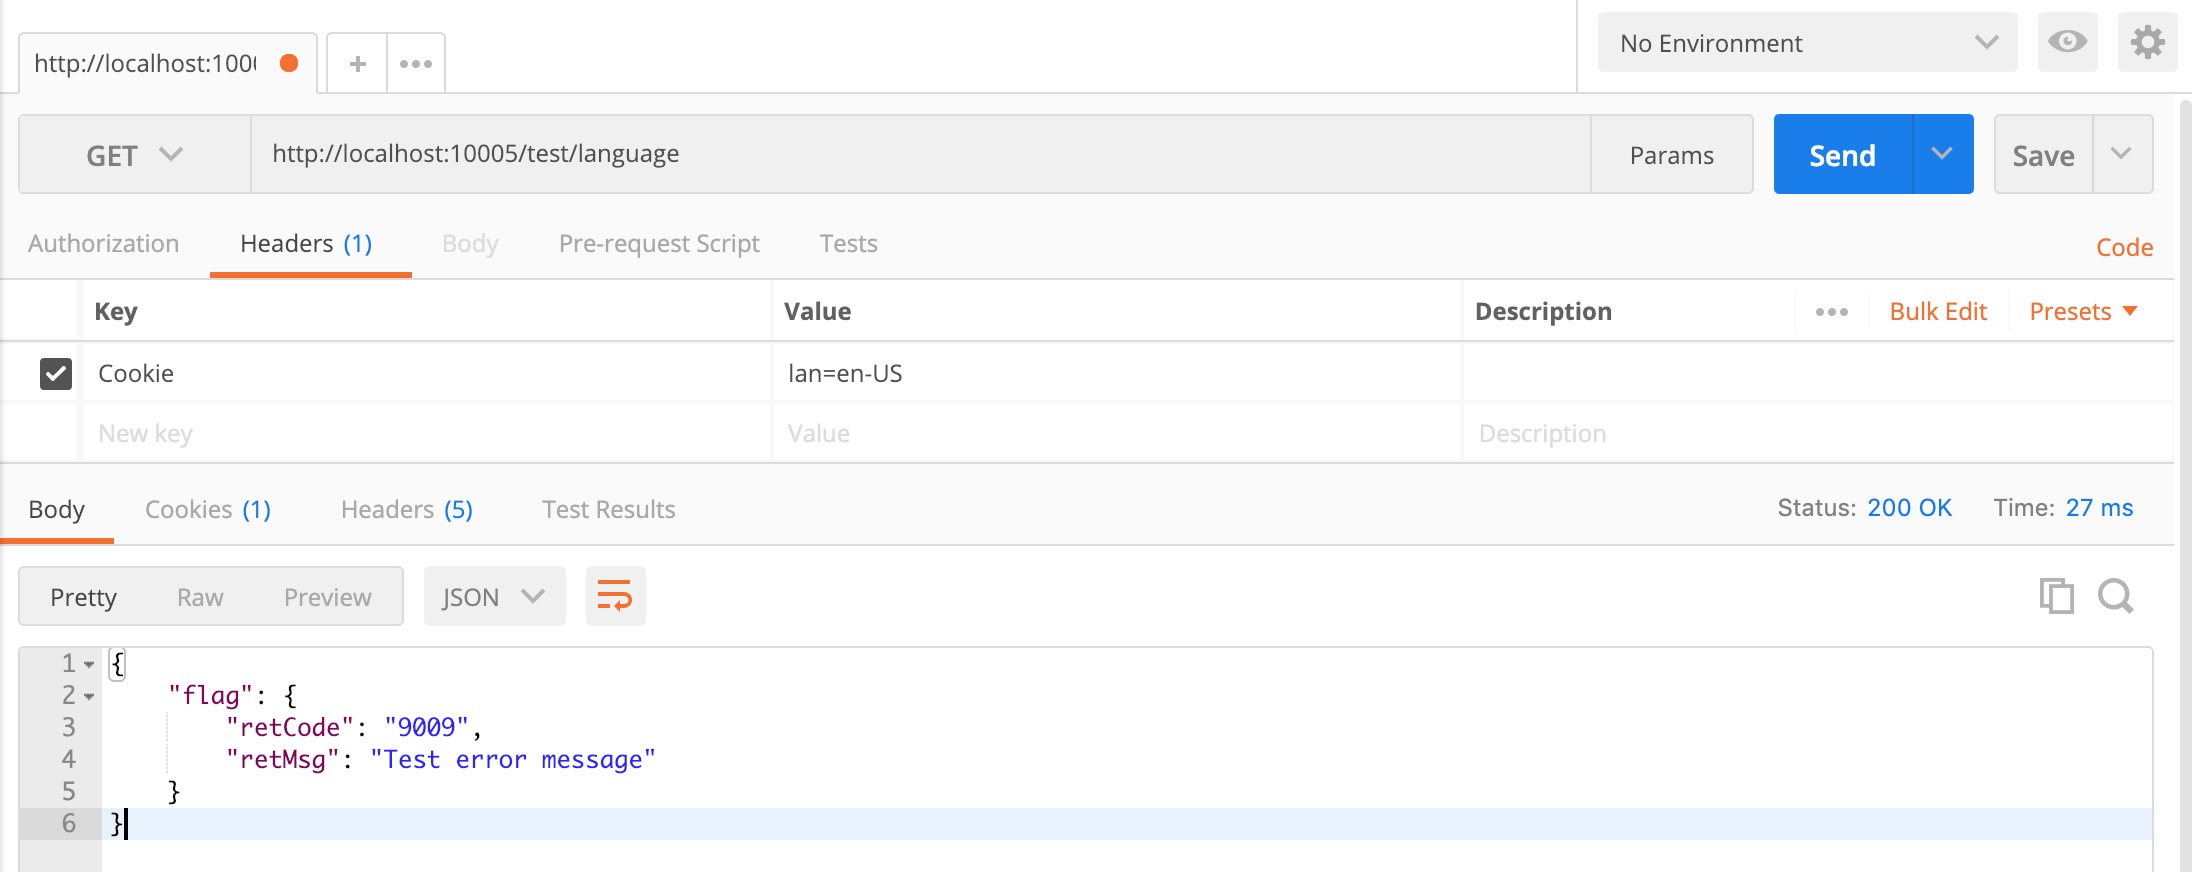 http://localhost:100
No Environment
GET http://localhost:10005/test/language Params Send Save
Authorization Headers (1) Body Pre-request Script Tests Code
Key Value Description Bulk Edit Presets
Cookie lan=en-US
New key Value Description
Body Cookies (1) Headers (5) Test Results Status: 200 OK Time: 27 ms
Pretty Raw Preview JSON
1 {
2 "flag": {
3 "retCode": "9009",
4 "retMsg": "Test error message"
5 }
6 }